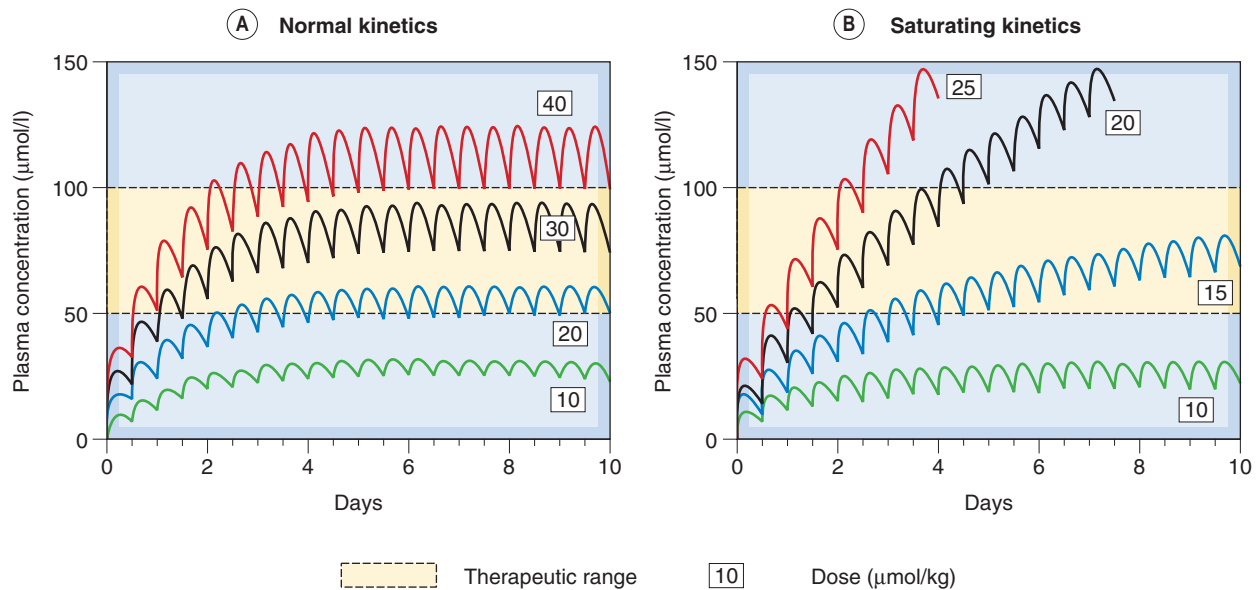 A Normal kinetics
150
100
50
0
Plasma concentration (μmol/l)
40
30
20
10
0 2 4 6 8 10
Days
B Saturating kinetics
150
100
50
0
Plasma concentration (μmol/l)
25
20
15
10
0 2 4 6 8 10
Days
Therapeutic range
10 Dose (μmol/kg)